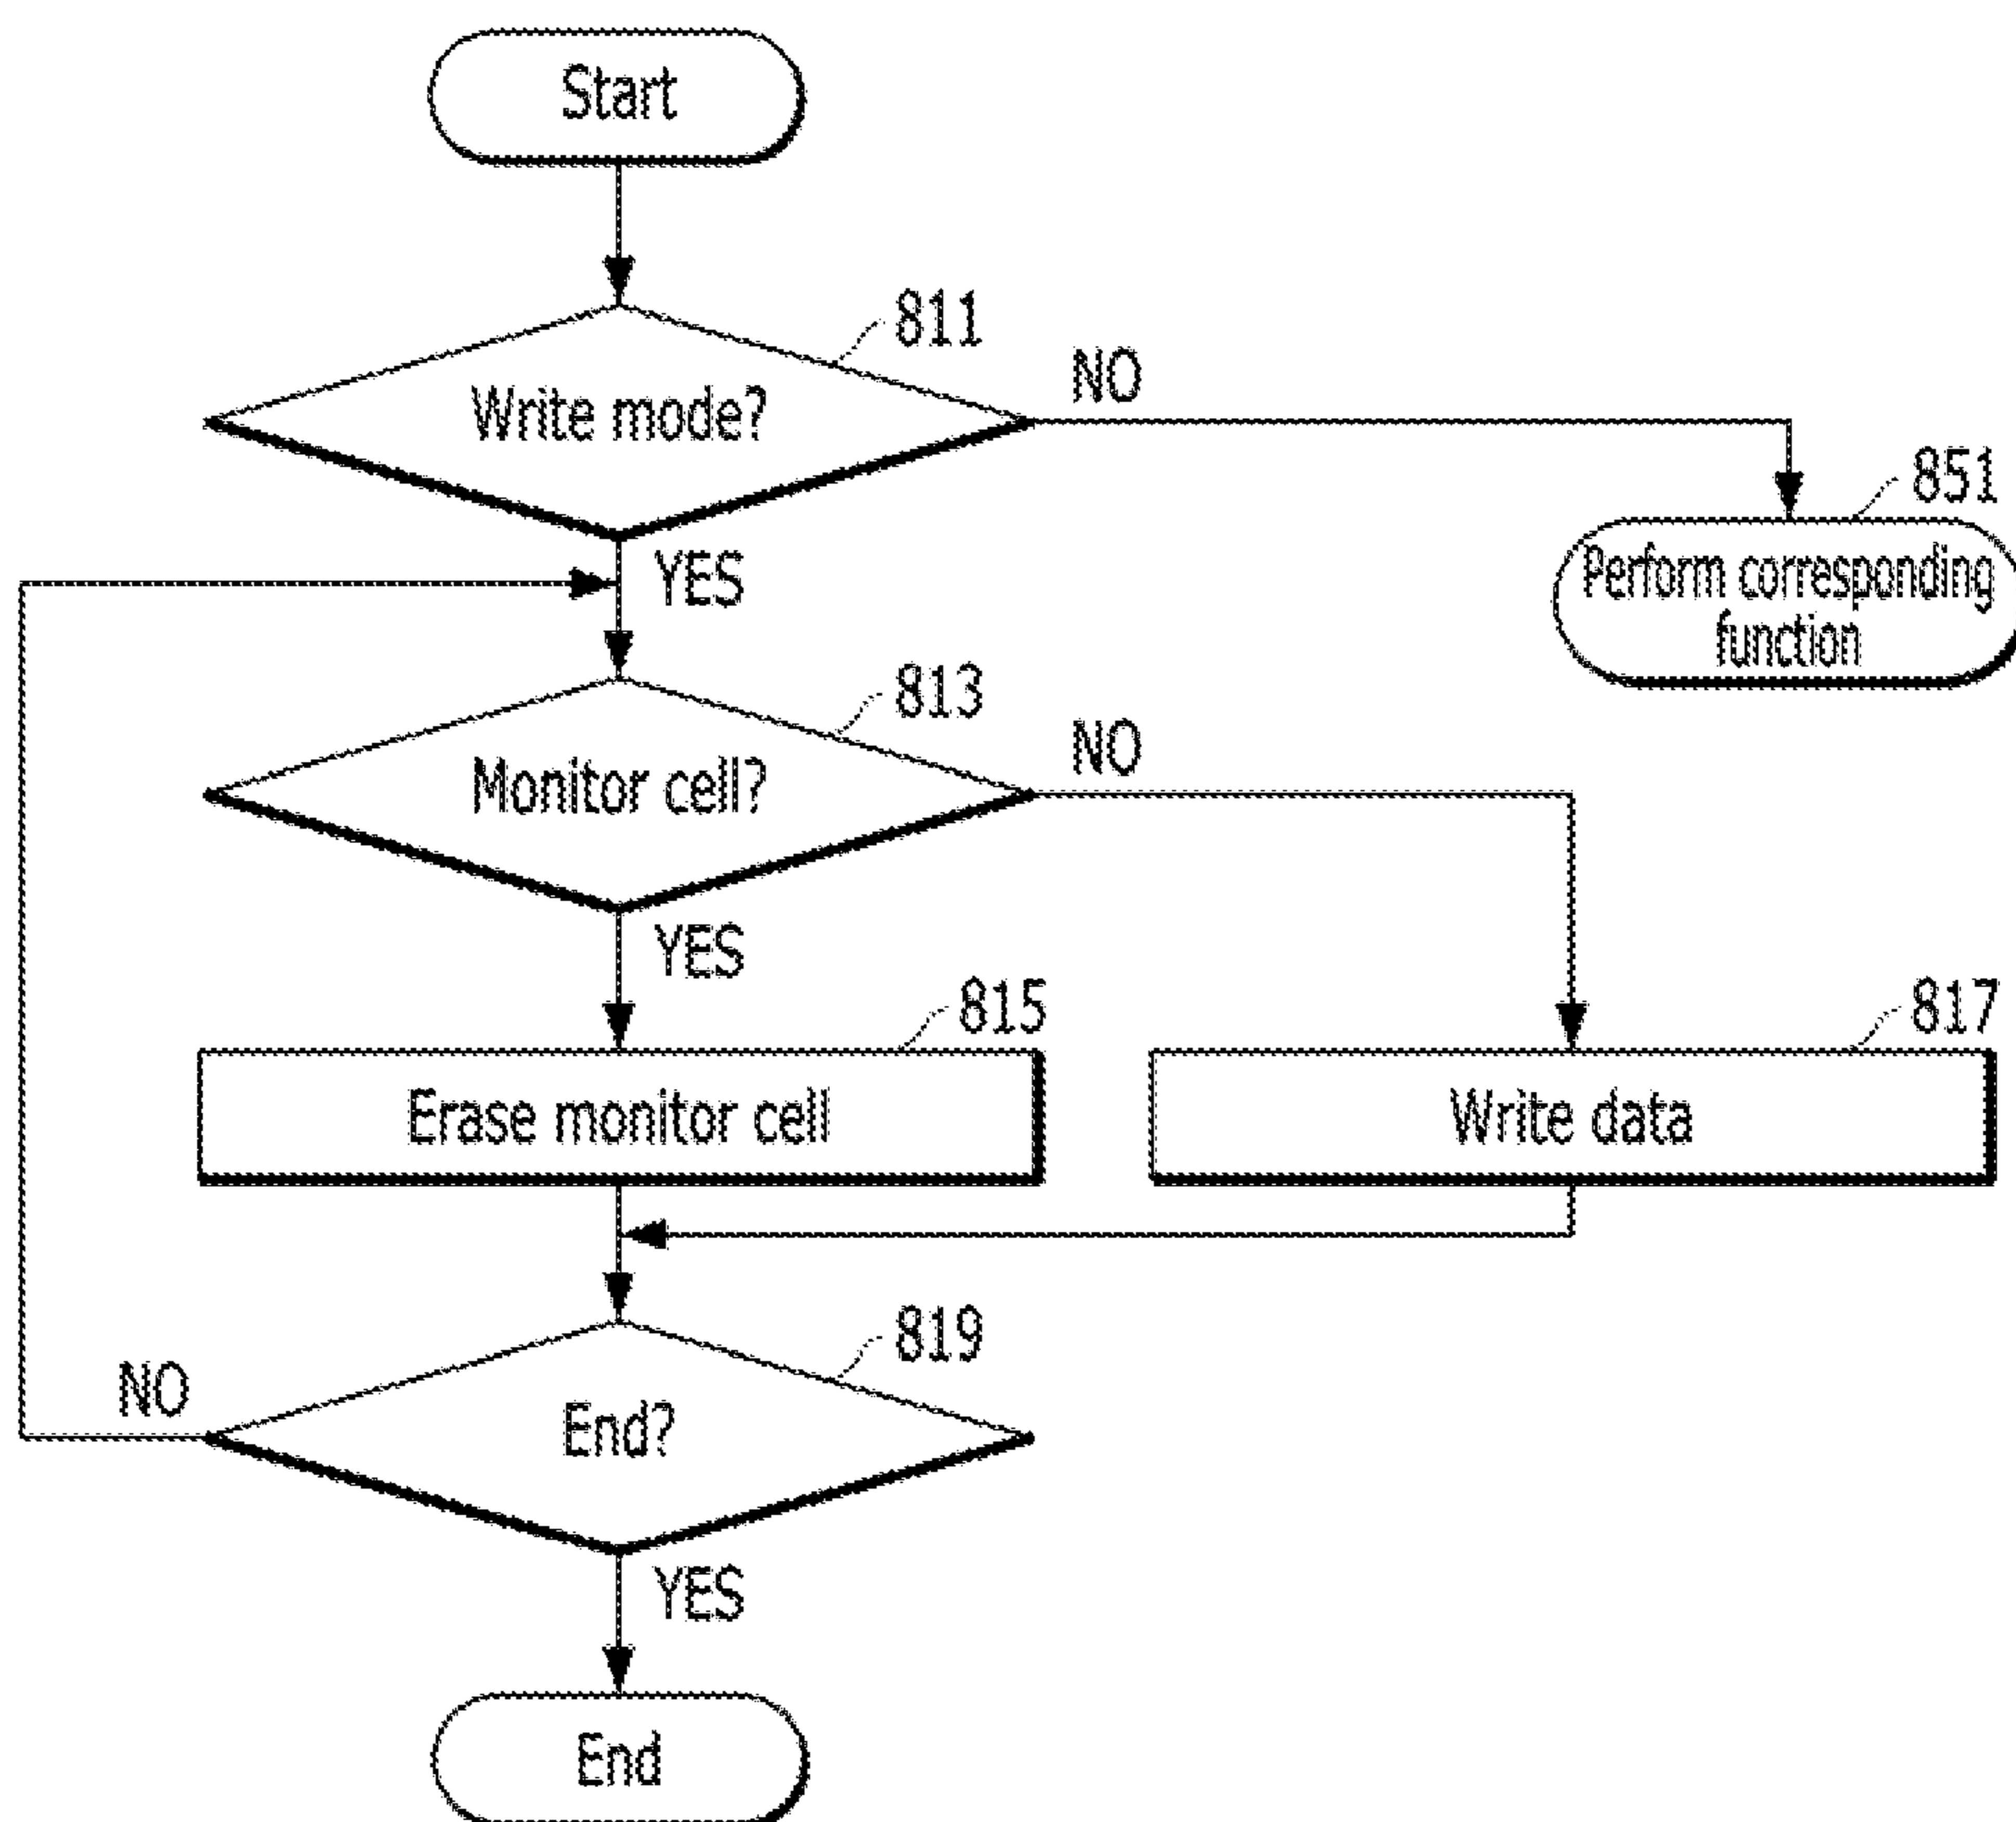 Start
811
Write mode?
NO
851
Perform corresponding
function
YES
813
Monitor cell?
NO
YES
815
Erase monitor cell
817
Write data
819
NO
End?
YES
End